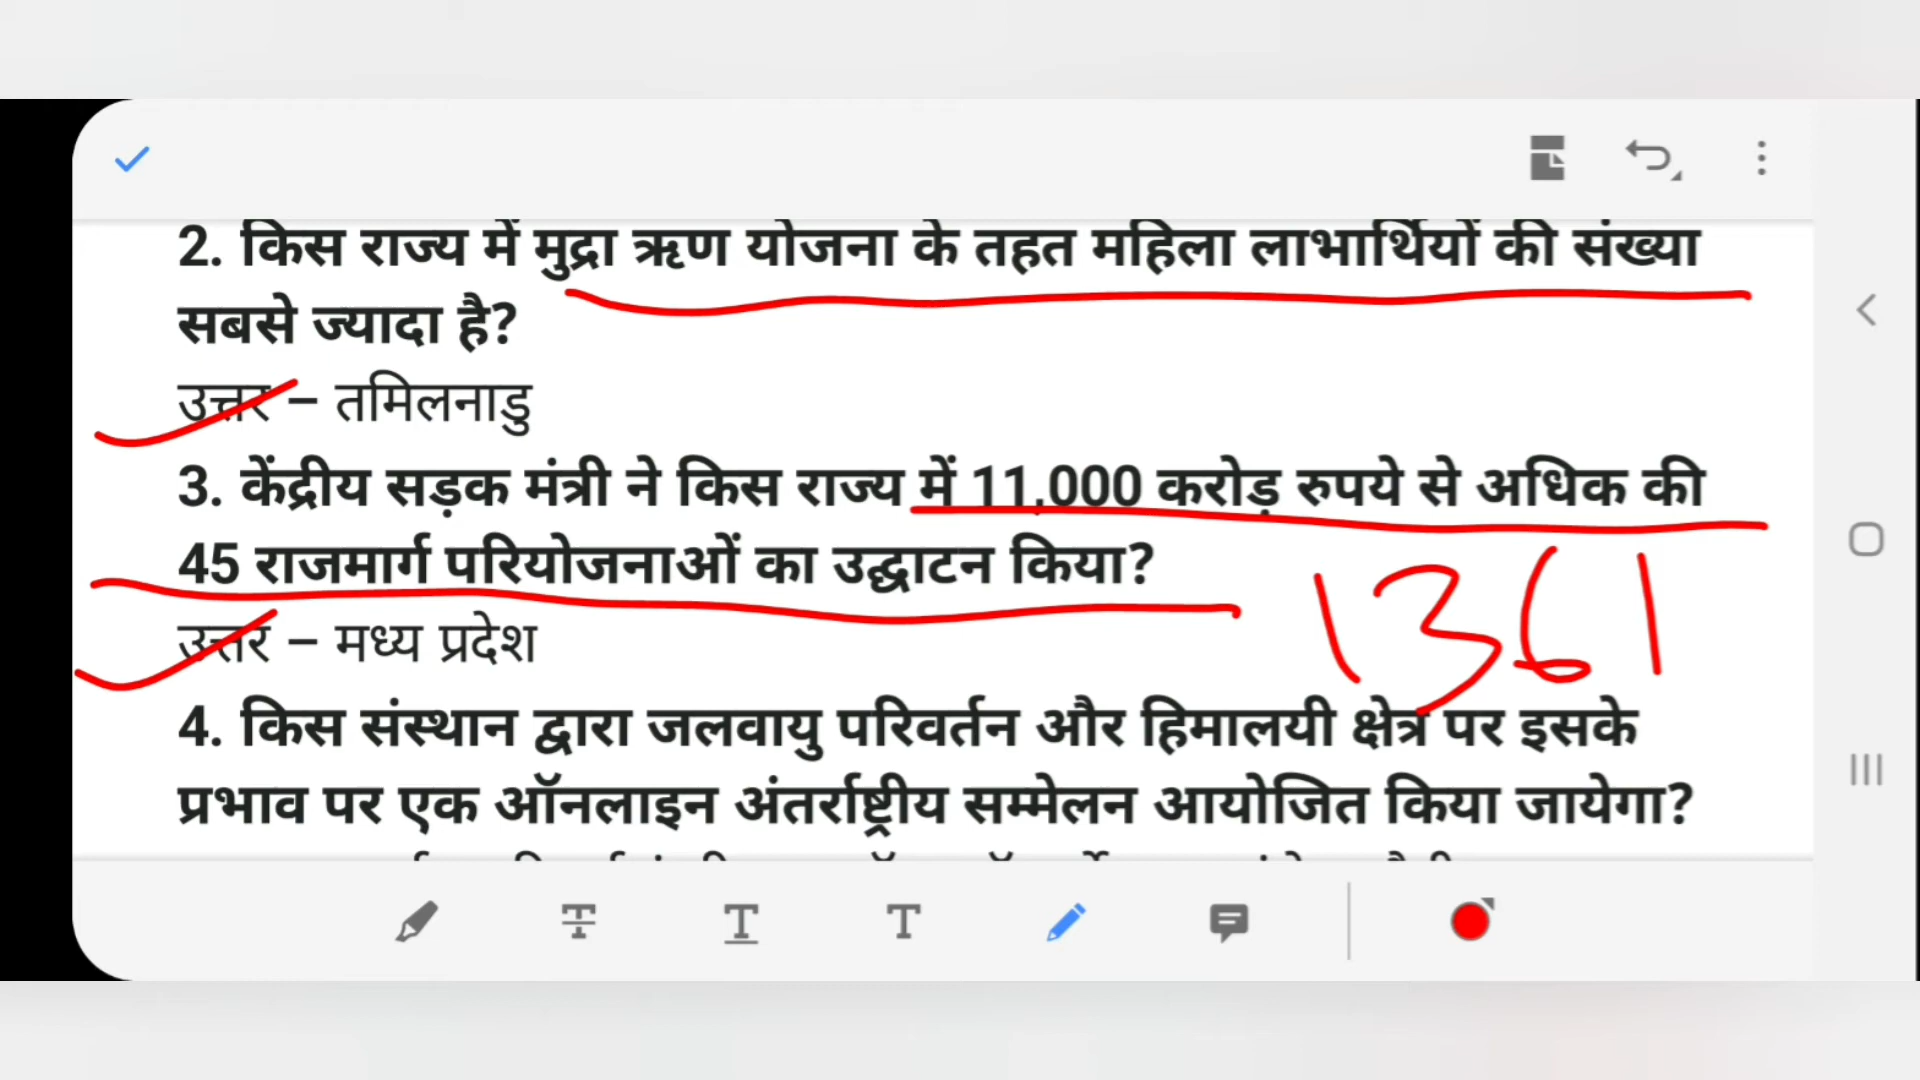 2. किस राज्य में मुद्रा ऋण योजना के तहत महिला लाभार्थियों की संख्या
सबसे ज्यादा है?
उत्तर – तमिलनाडु
3. केंद्रीय सड़क मंत्री ने किस राज्य में 11,000 करोड़ रुपये से अधिक की
45 राजमार्ग परियोजनाओं का उद्घाटन किया?
1361
उत्तर – मध्य प्रदेश
4. किस संस्थान द्वारा जलवायु परिवर्तन और हिमालयी क्षेत्र पर इसके
प्रभाव पर एक ऑनलाइन अंतर्राष्ट्रीय सम्मेलन आयोजित किया जायेगा?